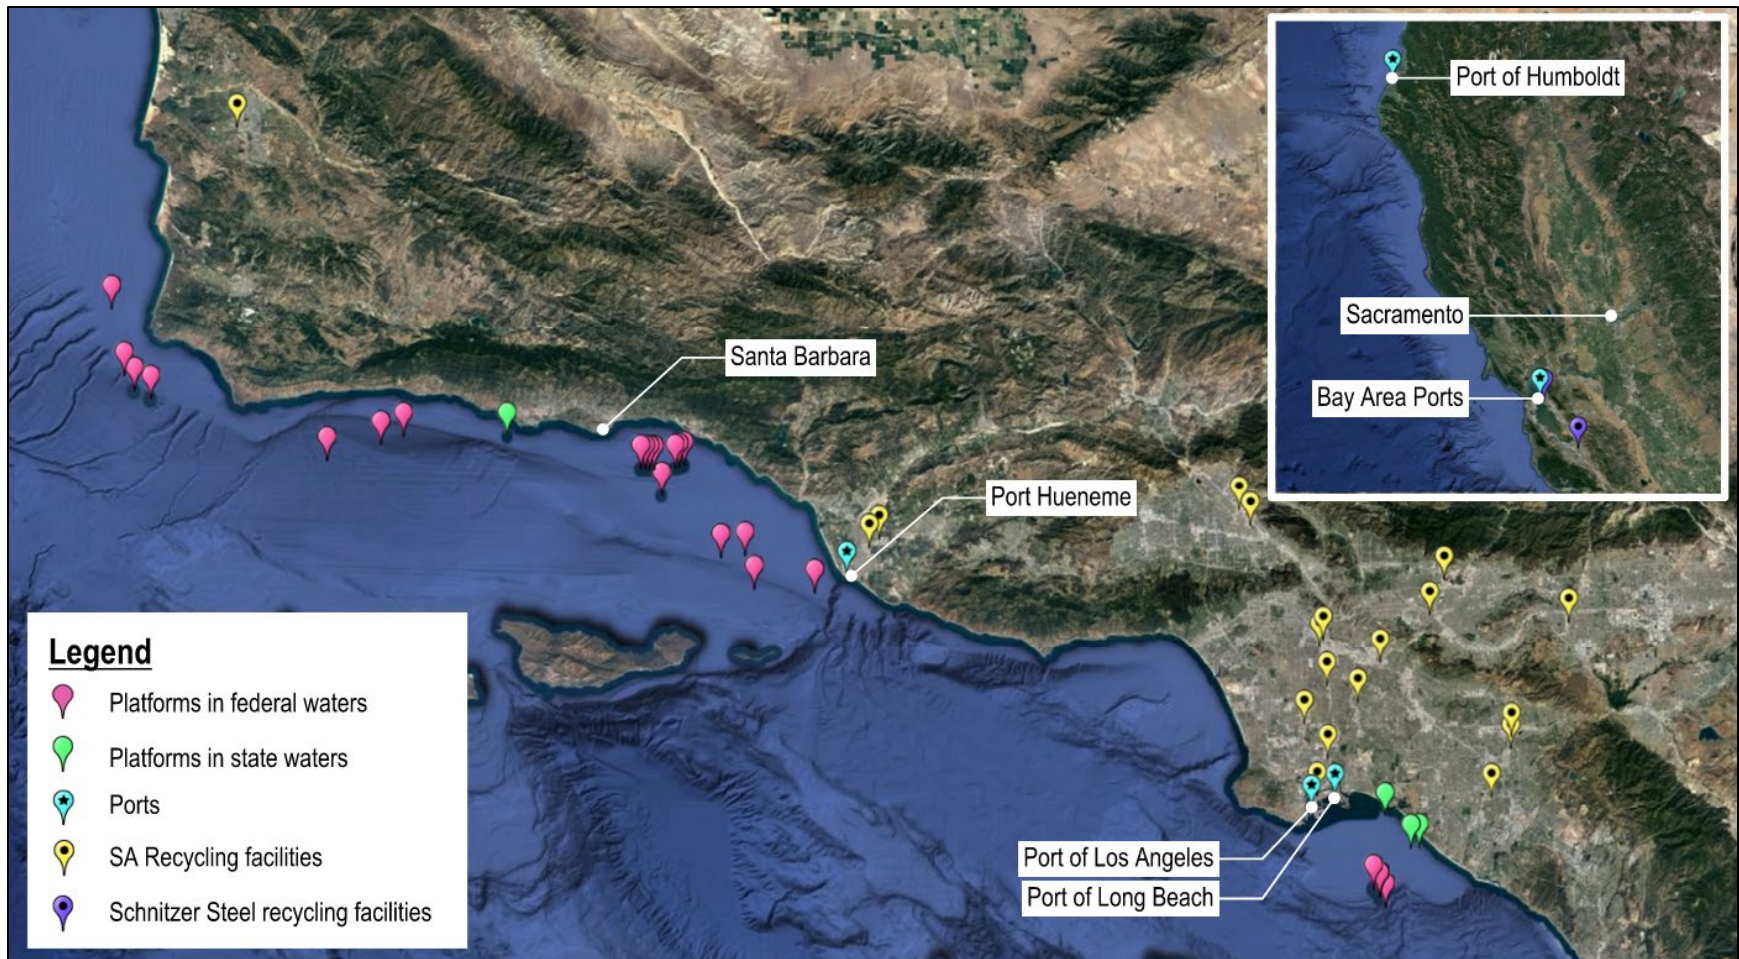 Port of Humboldt
Sacramento
Bay Area Ports
Santa Barbara
Port Hueneme
Port of Los Angeles
Port of Long Beach
Legend
Platforms in federal waters
Platforms in state waters
Ports
SA Recycling facilities
Schnitzer Steel recycling facilities